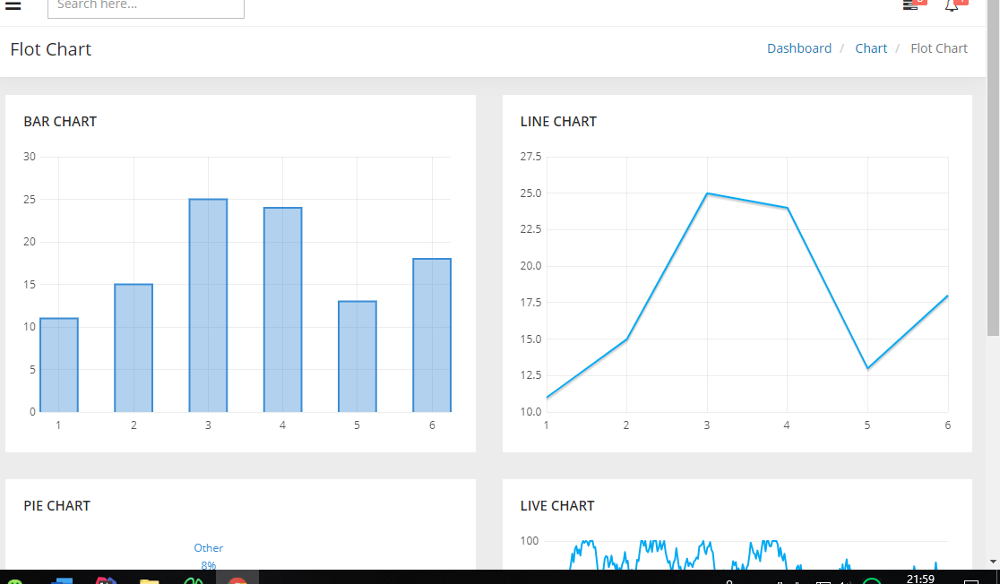 Search here...
Flot Chart
Dashboard / Chart / Flot Chart
BAR CHART
30
25
20
15
10
5
0
1 2 3 4 5 6
LINE CHART
27.5
25.0
22.5
20.0
17.5
15.0
12.5
10.0
1 2 3 4 5 6
PIE CHART
Other
8%
LIVE CHART
100
21:59